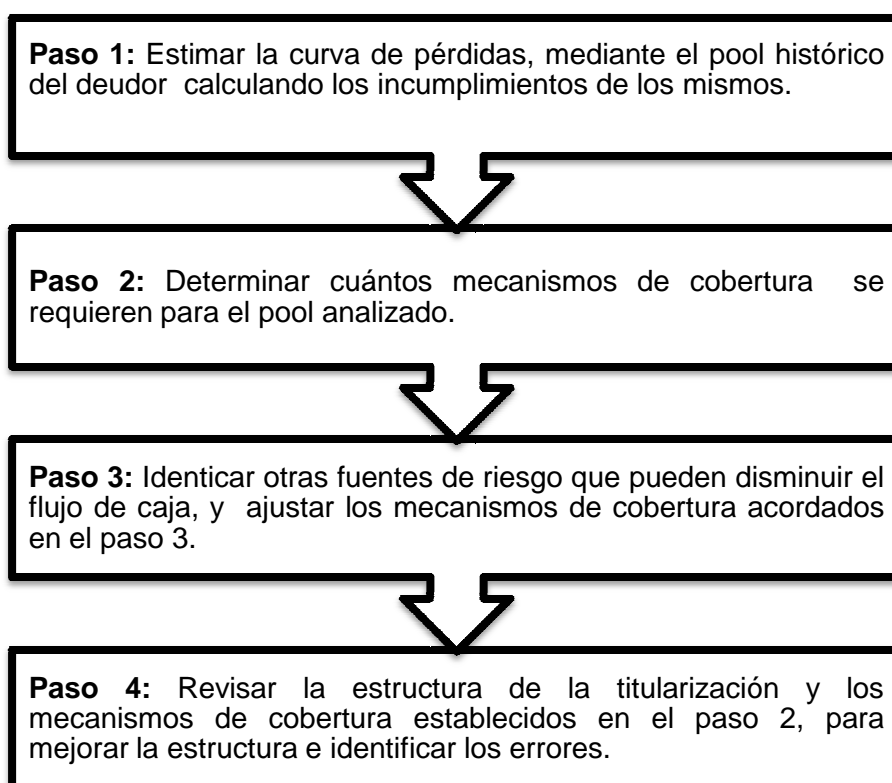 Paso 1: Estimar la curva de pérdidas, mediante el pool histórico
del deudor calculando los incumplimientos de los mismos.
Paso 2: Determinar cuántos mecanismos de cobertura se
requieren para el pool analizado.
Paso 3: Identicar otras fuentes de riesgo que pueden disminuir el
flujo de caja, y ajustar los mecanismos de cobertura acordados
en el paso 3.
Paso 4: Revisar la estructura de la titularización y los
mecanismos de cobertura establecidos en el paso 2, para
mejorar la estructura e identificar los errores.